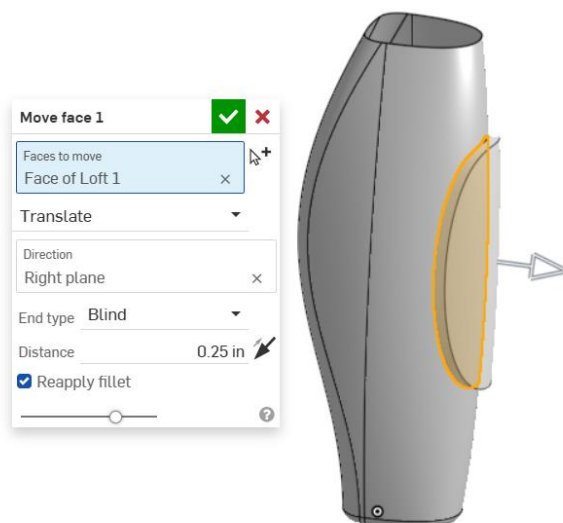 Move face 1
Faces to move
Face of Loft 1
Translate
Direction
Right plane
End type Blind
Distance 0.25 in
Reapply fillet